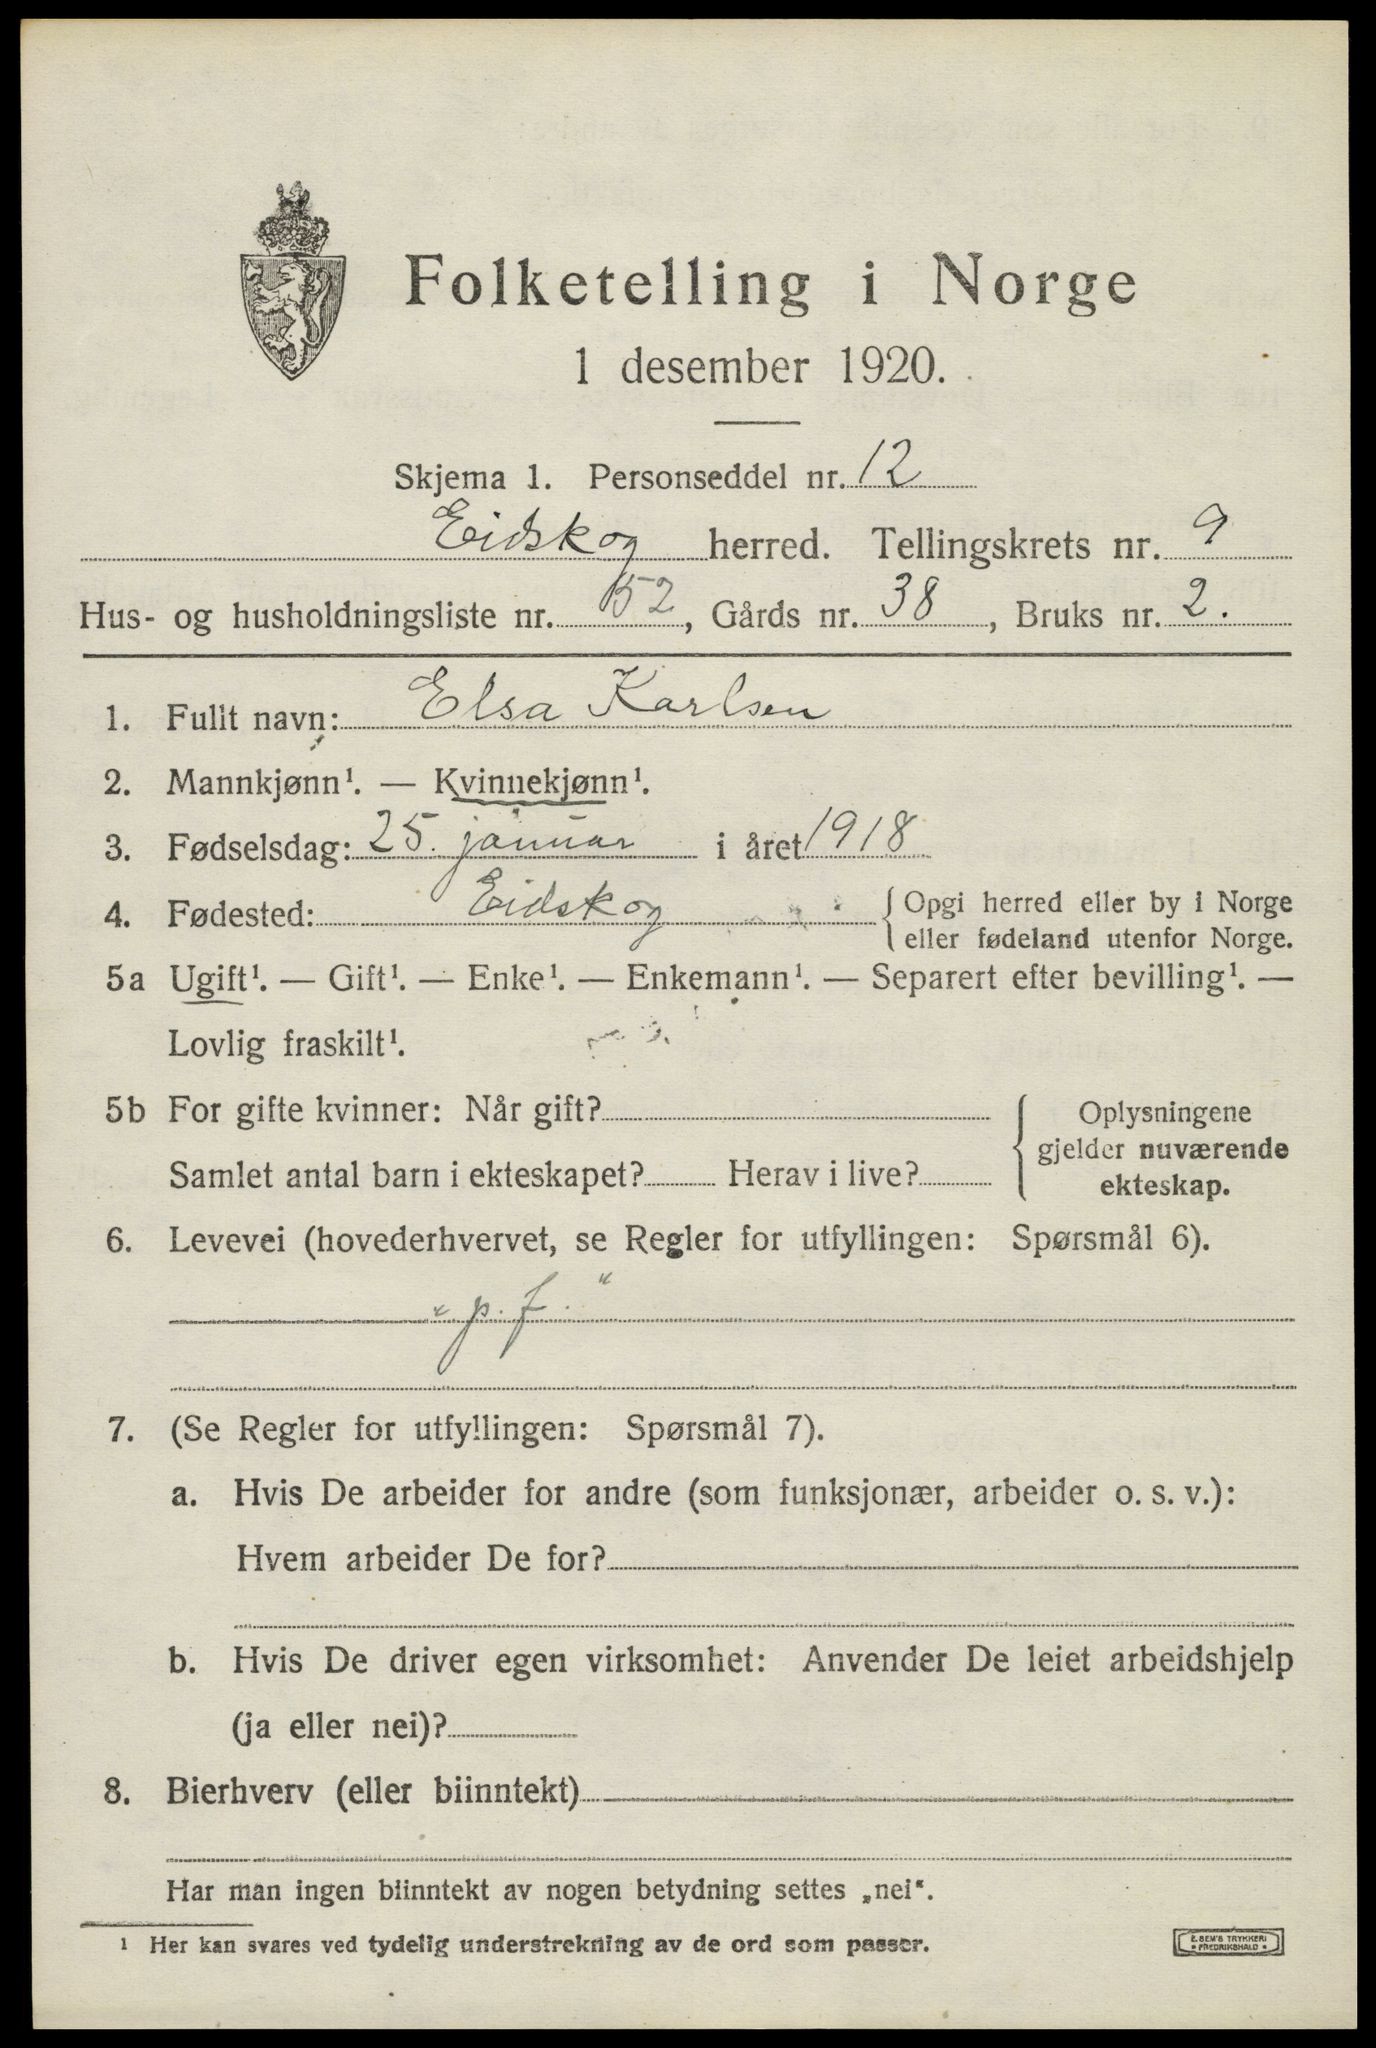 Folketelling i Norge
1 desember 1920.
Skjema 1. Personseddel nr. 12
Eidskog herred. Tellingskrets nr. 9
Hus- og husholdningsliste nr. 52, Gårds nr. 38, Bruks nr. 2.
1. Fullt navn: Elsa Karlsen
2. Mannkjønn¹. — Kvinnekjønn¹.
3. Fødselsdag: 25. januar i året 1918
4. Fødested: Eidskog { Opgi herred eller by i Norge
eller fødeland utenfor Norge.
5a Ugift¹. — Gift¹. — Enke¹. — Enkemann¹. — Separert efter bevilling¹. —
Lovlig fraskilt¹.
5b For gifte kvinner: Når gift?
Samlet antal barn i ekteskapet? Herav i live?
{ Oplysningene
gjelder nuværende
ekteskap.
6. Levevei (hovederhvervet, se Regler for utfyllingen: Spørsmål 6).
"p. f."
7. (Se Regler for utfyllingen: Spørsmål 7).
a. Hvis De arbeider for andre (som funksjonær, arbeider o. s. v.):
Hvem arbeider De for?
b. Hvis De driver egen virksomhet: Anvender De leiet arbeidshjelp
(ja eller nei)?
8. Bierhverv (eller biinntekt)
Har man ingen biinntekt av nogen betydning settes „nei“.
¹ Her kan svares ved tydelig understrekning av de ord som passer.
E. SEM'S TRYKKERI
• FREDRIKSHALD •